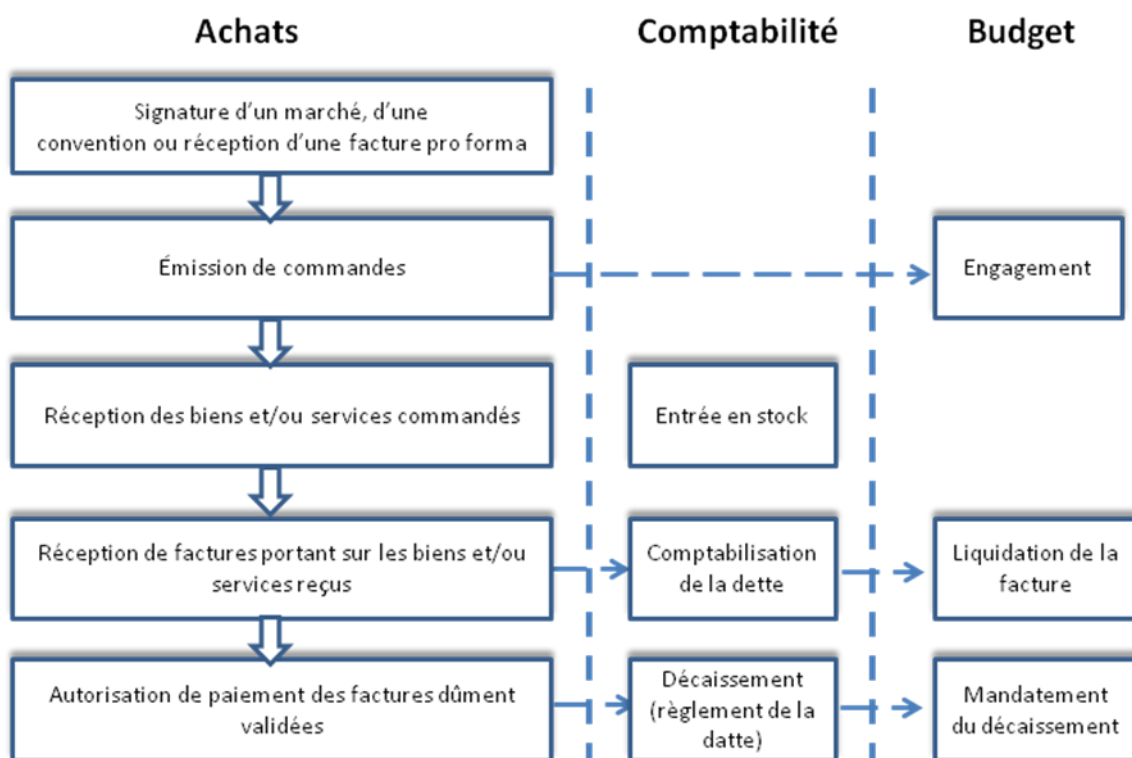 Achats
Comptabilité
Budget
Signature d'un marché, d'une
convention ou réception d'une facture pro forma
Émission de commandes
Engagement
Réception des biens et/ou services commandés
Entrée en stock
Réception de factures portant sur les biens et/ou
services reçus
Comptabilisation
de la dette
Liquidation de la
facture
Autorisation de paiement des factures dûment
validées
Décaissement
(règlement de la
datte)
Mandatement
du décaissement